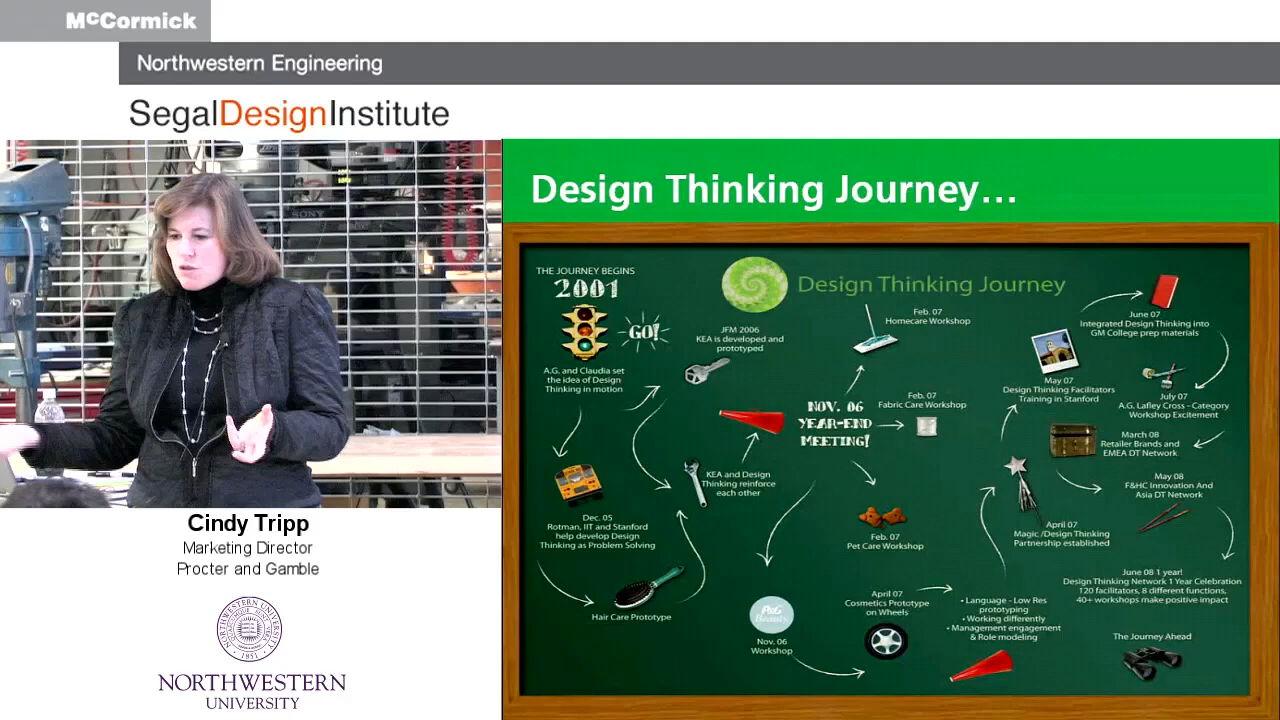 McCormick
Northwestern Engineering
SegalDesignInstitute
Design Thinking Journey...
THE JOURNEY BEGINS
2001
GO!
A.G. and Claudia set
the idea of Design
Thinking in motion
Dec. 05
Rotman, IIT and Stanford
help develop Design
Thinking as Problem Solving
Hair Care Prototype
JFM 2006
KEA is developed and
prototyped
KEA and Design
Thinking reinforce
each other
Design Thinking Journey
NOV. 06
YEAR-END
MEETING!
Feb. 07
Homecare Workshop
Feb. 07
Fabric Care Workshop
Feb. 07
Pet Care Workshop
P&G
Beauty
Nov. 06
Workshop
April 07
Cosmetics Prototype
on Wheels
• Language - Low Res
prototyping
• Working differently
• Management engagement
& Role modeling
April 07
Magic /Design Thinking
Partnership established
May 07
Design Thinking Facilitators
Training in Stanford
June 07
Integrated Design Thinking into
GM College prep materials
July 07
A.G. Lafley Cross - Category
Workshop Excitement
March 08
Retailer Brands and
EMEA DT Network
May 08
F&HC Innovation And
Asia DT Network
June 08 1 year!
Design Thinking Network 1 Year Celebration
120 facilitators, 8 different functions,
40+ workshops make positive impact
The Journey Ahead
Cindy Tripp
Marketing Director
Procter and Gamble
NORTHWESTERN
UNIVERSITY
1851
NORTHWESTERN
UNIVERSITY